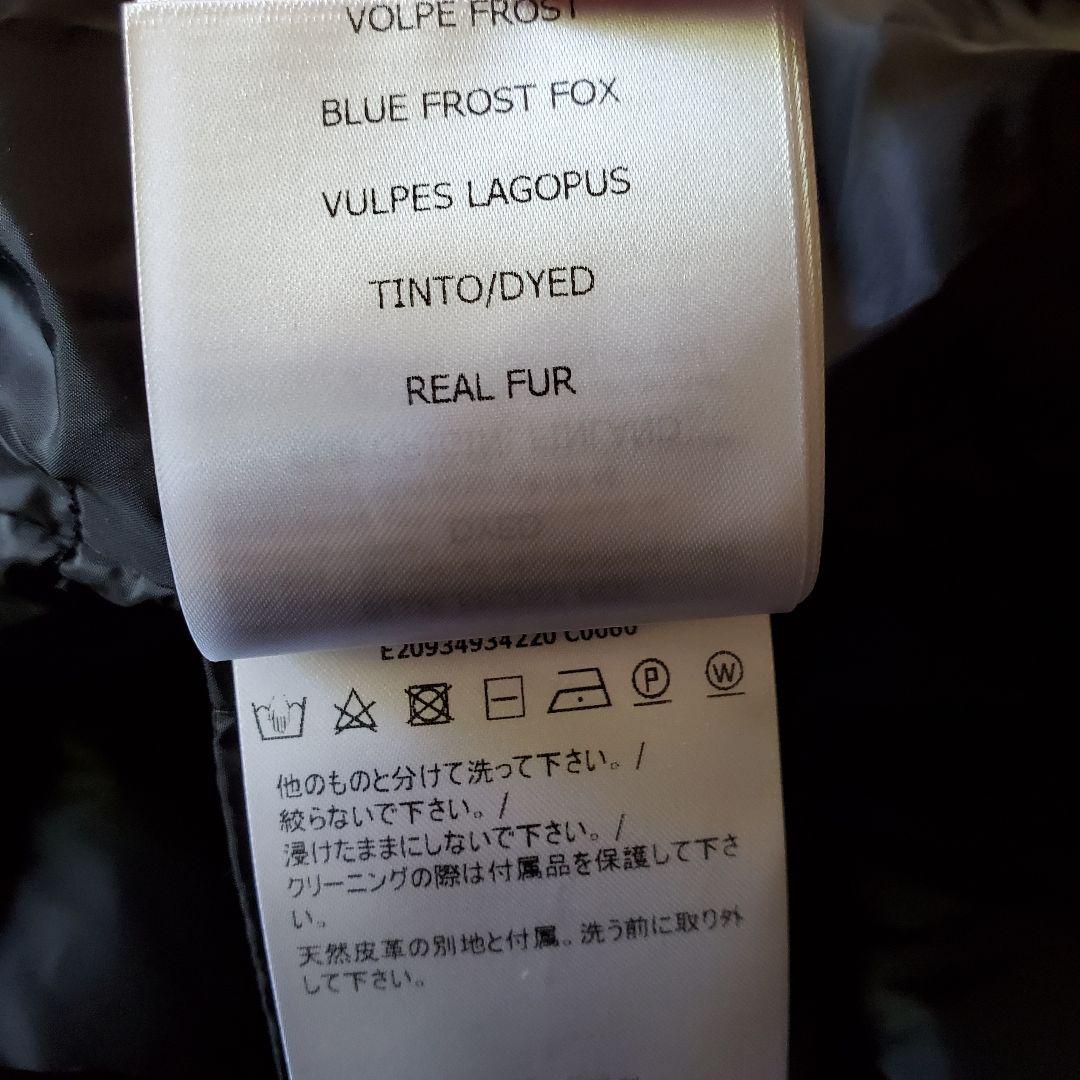 VOLPE FROST
BLUE FROST FOX
VULPES LAGOPUS
TINTO/DYED
REAL FUR
DYED
E20934934220 C0060
P
W
他のものと分けて洗って下さい。/
絞らないで下さい。/
浸けたままにしないで下さい。/
クリーニングの際は付属品を保護して下さ
い。
天然皮革の別地と付属。洗う前に取り外
して下さい。